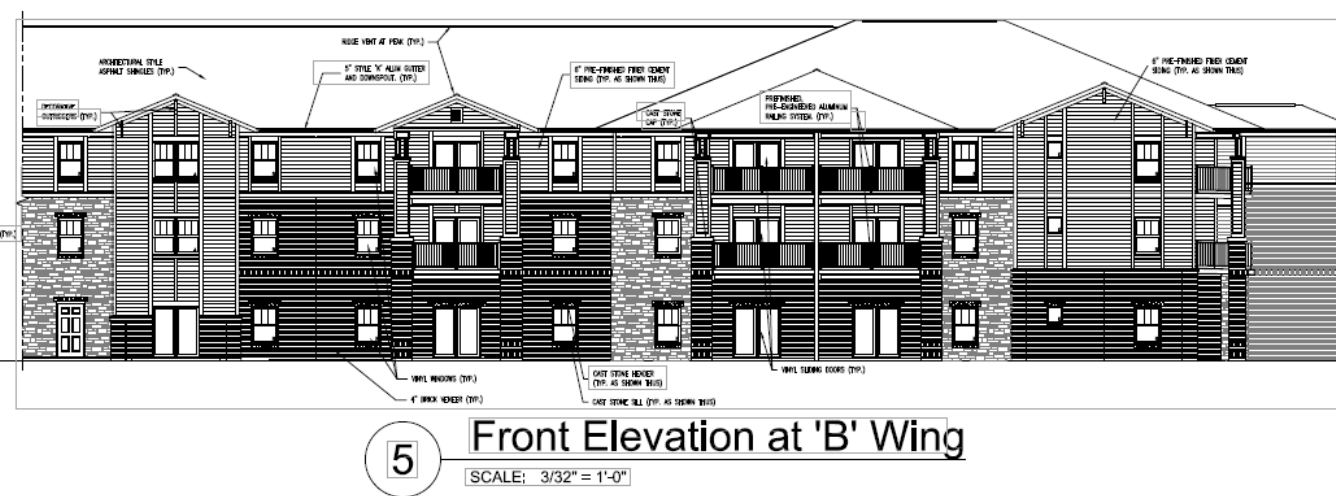 RIDGE VENT AT PEAK (TYP.)
ARCHITECTURAL STYLE
ASPHALT SHINGLES (TYP.)
5" STYLE 'K' ALUM GUTTER
AND DOWNSPOUT. (TYP.)
6" PRE-FINISHED FIBER CEMENT
SIDING (TYP. AS SHOWN THUS)
6" PRE-FINISHED FIBER CEMENT
SIDING (TYP. AS SHOWN THUS)
OUTRIGGERS (TYP.)
CAST STONE
CAP (TYP.)
PREFINISHED,
PRE-ENGINEERED ALUMINUM
RAILING SYSTEM. (TYP.)
(TYP.)
VINYL WINDOWS (TYP.)
4" BRICK VENEER (TYP.)
CAST STONE HEADER
(TYP. AS SHOWN THUS)
CAST STONE SILL (TYP. AS SHOWN THUS)
VINYL SLIDING DOORS (TYP.)
5
Front Elevation at 'B' Wing
SCALE: 3/32" = 1'-0"